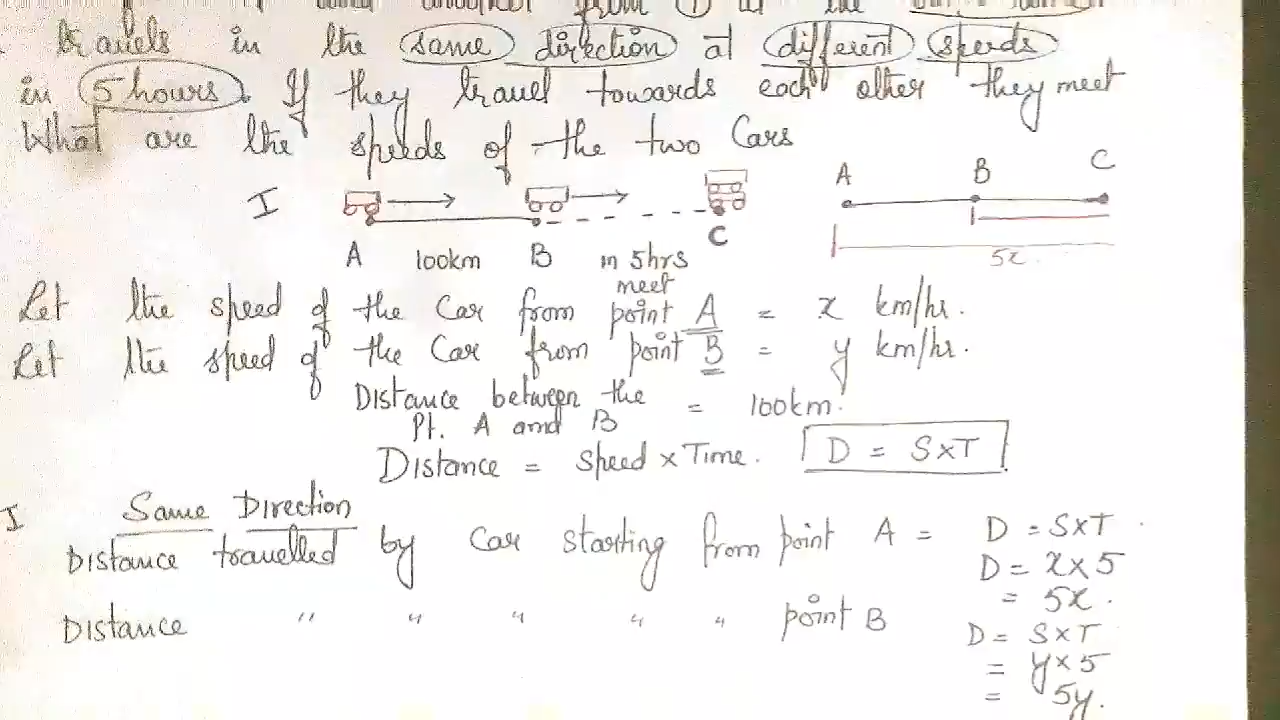 travels in the same direction at different speeds
in 5 hours. If they travel towards each other they meet
What are the speeds of the two Cars
I
A B C
A 100km B in 5hrs C
meet
5x
Let the speed of the Car from point A = x km/hr.
Let the speed of the Car from point B = y km/hr.
Distance between the = 100km.
Pt. A and B
Distance = Speed x Time. D = SxT
I Same Direction
Distance travelled by Car starting from point A = D = SxT
D = x x 5
= 5x.
Distance " " " " " point B D = SxT
= y x 5
= 5y.